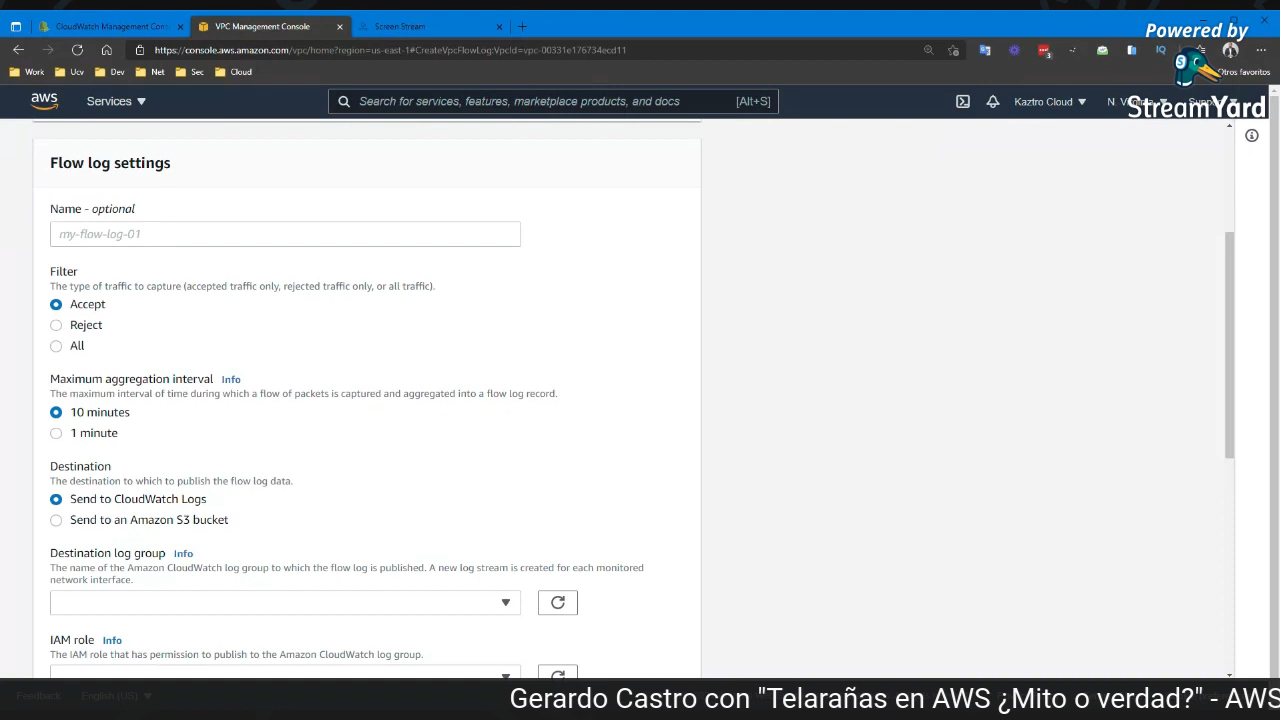 CloudWatch Management Con
VPC Management Console
Screen Stream
Powered by
https://console.aws.amazon.com/vpc/home?region=us-east-1#CreateVpcFlowLog:VpcId=vpc-00331e176734ecd11
Work
Ucv
Dev
Net
Sec
Cloud
Otros favoritos
aws
Services
Search for services, features, marketplace products, and docs
[Alt+S]
Kaztro Cloud
StreamYard
Flow log settings
Name - optional
my-flow-log-01
Filter
The type of traffic to capture (accepted traffic only, rejected traffic only, or all traffic).
Accept
Reject
All
Maximum aggregation interval Info
The maximum interval of time during which a flow of packets is captured and aggregated into a flow log record.
10 minutes
1 minute
Destination
The destination to which to publish the flow log data.
Send to CloudWatch Logs
Send to an Amazon S3 bucket
Destination log group Info
The name of the Amazon CloudWatch log group to which the flow log is published. A new log stream is created for each monitored
network interface.
IAM role Info
The IAM role that has permission to publish to the Amazon CloudWatch log group.
Feedback English (US)
Gerardo Castro con "Telarañas en AWS ¿Mito o verdad?" - AWS